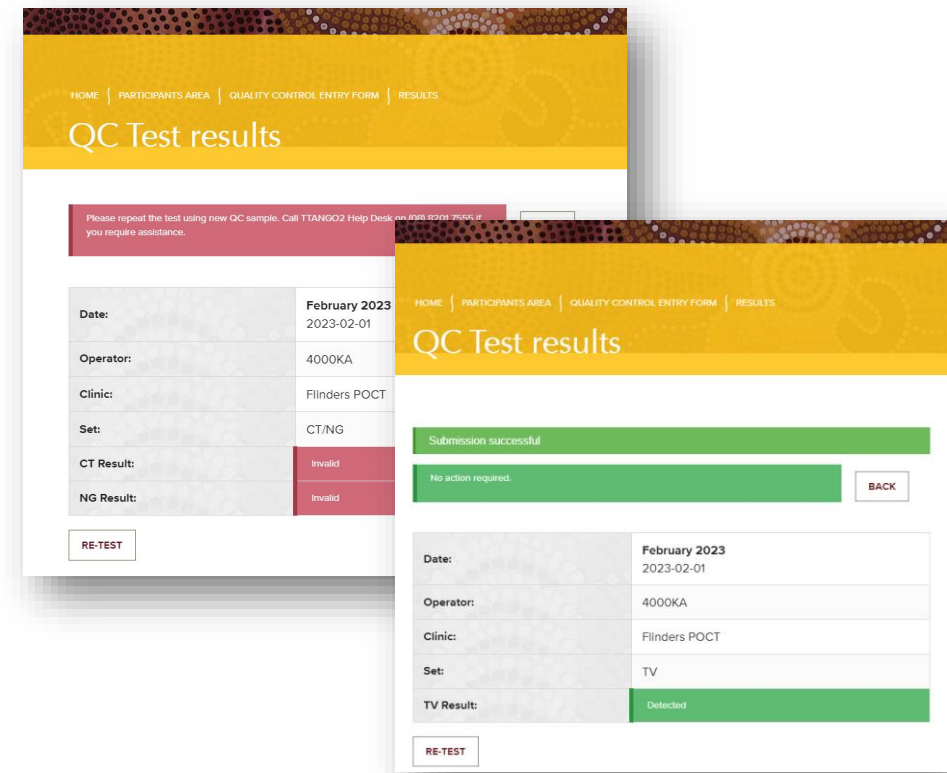 HOME | PARTICIPANTS AREA | QUALITY CONTROL ENTRY FORM | RESULTS
QC Test results
Please repeat the test using new QC sample. Call TTANGO2 Help Desk on (08) 8201 7555 if
you require assistance.
Date:
February 2023
2023-02-01
Operator:
4000KA
Clinic:
Flinders POCT
Set:
CT/NG
CT Result:
Invalid
NG Result:
Invalid
RE-TEST
HOME | PARTICIPANTS AREA | QUALITY CONTROL ENTRY FORM | RESULTS
QC Test results
Submission successful
No action required.
BACK
Date:
February 2023
2023-02-01
Operator:
4000KA
Clinic:
Flinders POCT
Set:
TV
TV Result:
Detected
RE-TEST